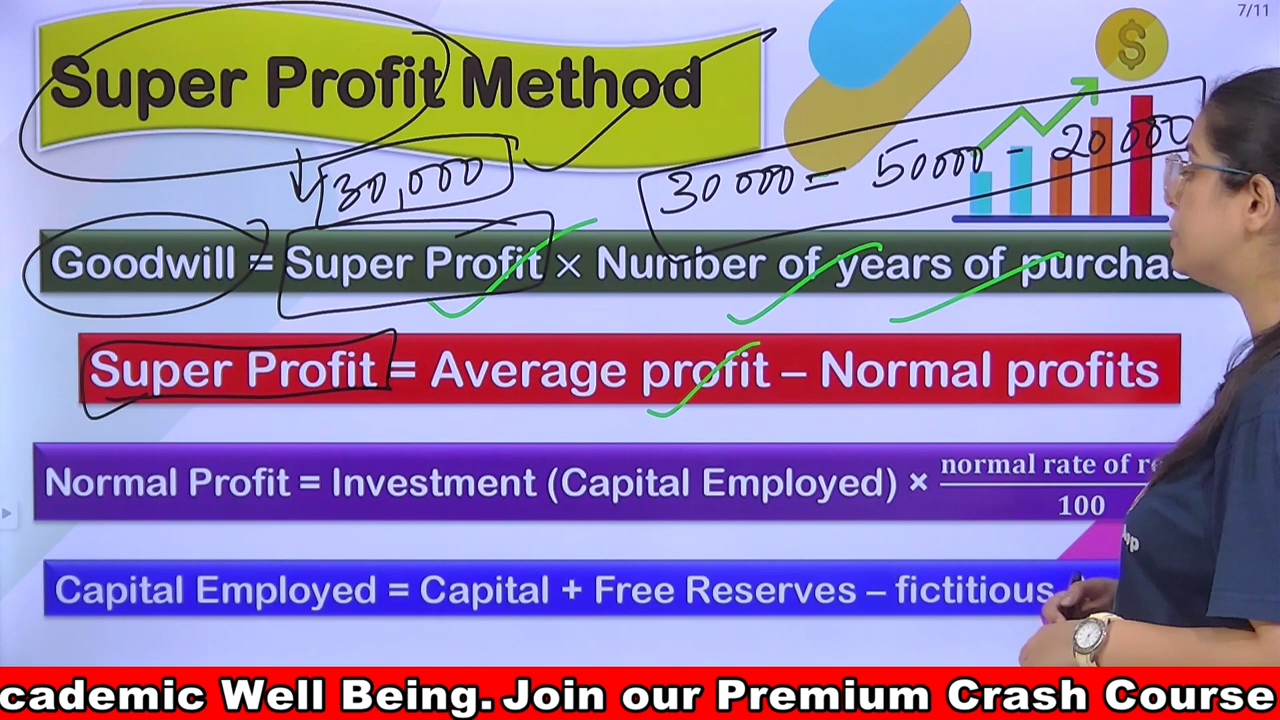 7/11
Super Profit Method
30,000
30000 = 50000 - 20000
Goodwill = Super Profit × Number of years of purchas
Super Profit = Average profit – Normal profits
Normal Profit = Investment (Capital Employed) × normal rate of re
100
Capital Employed = Capital + Free Reserves – fictitious
cademic Well Being. Join our Premium Crash Course